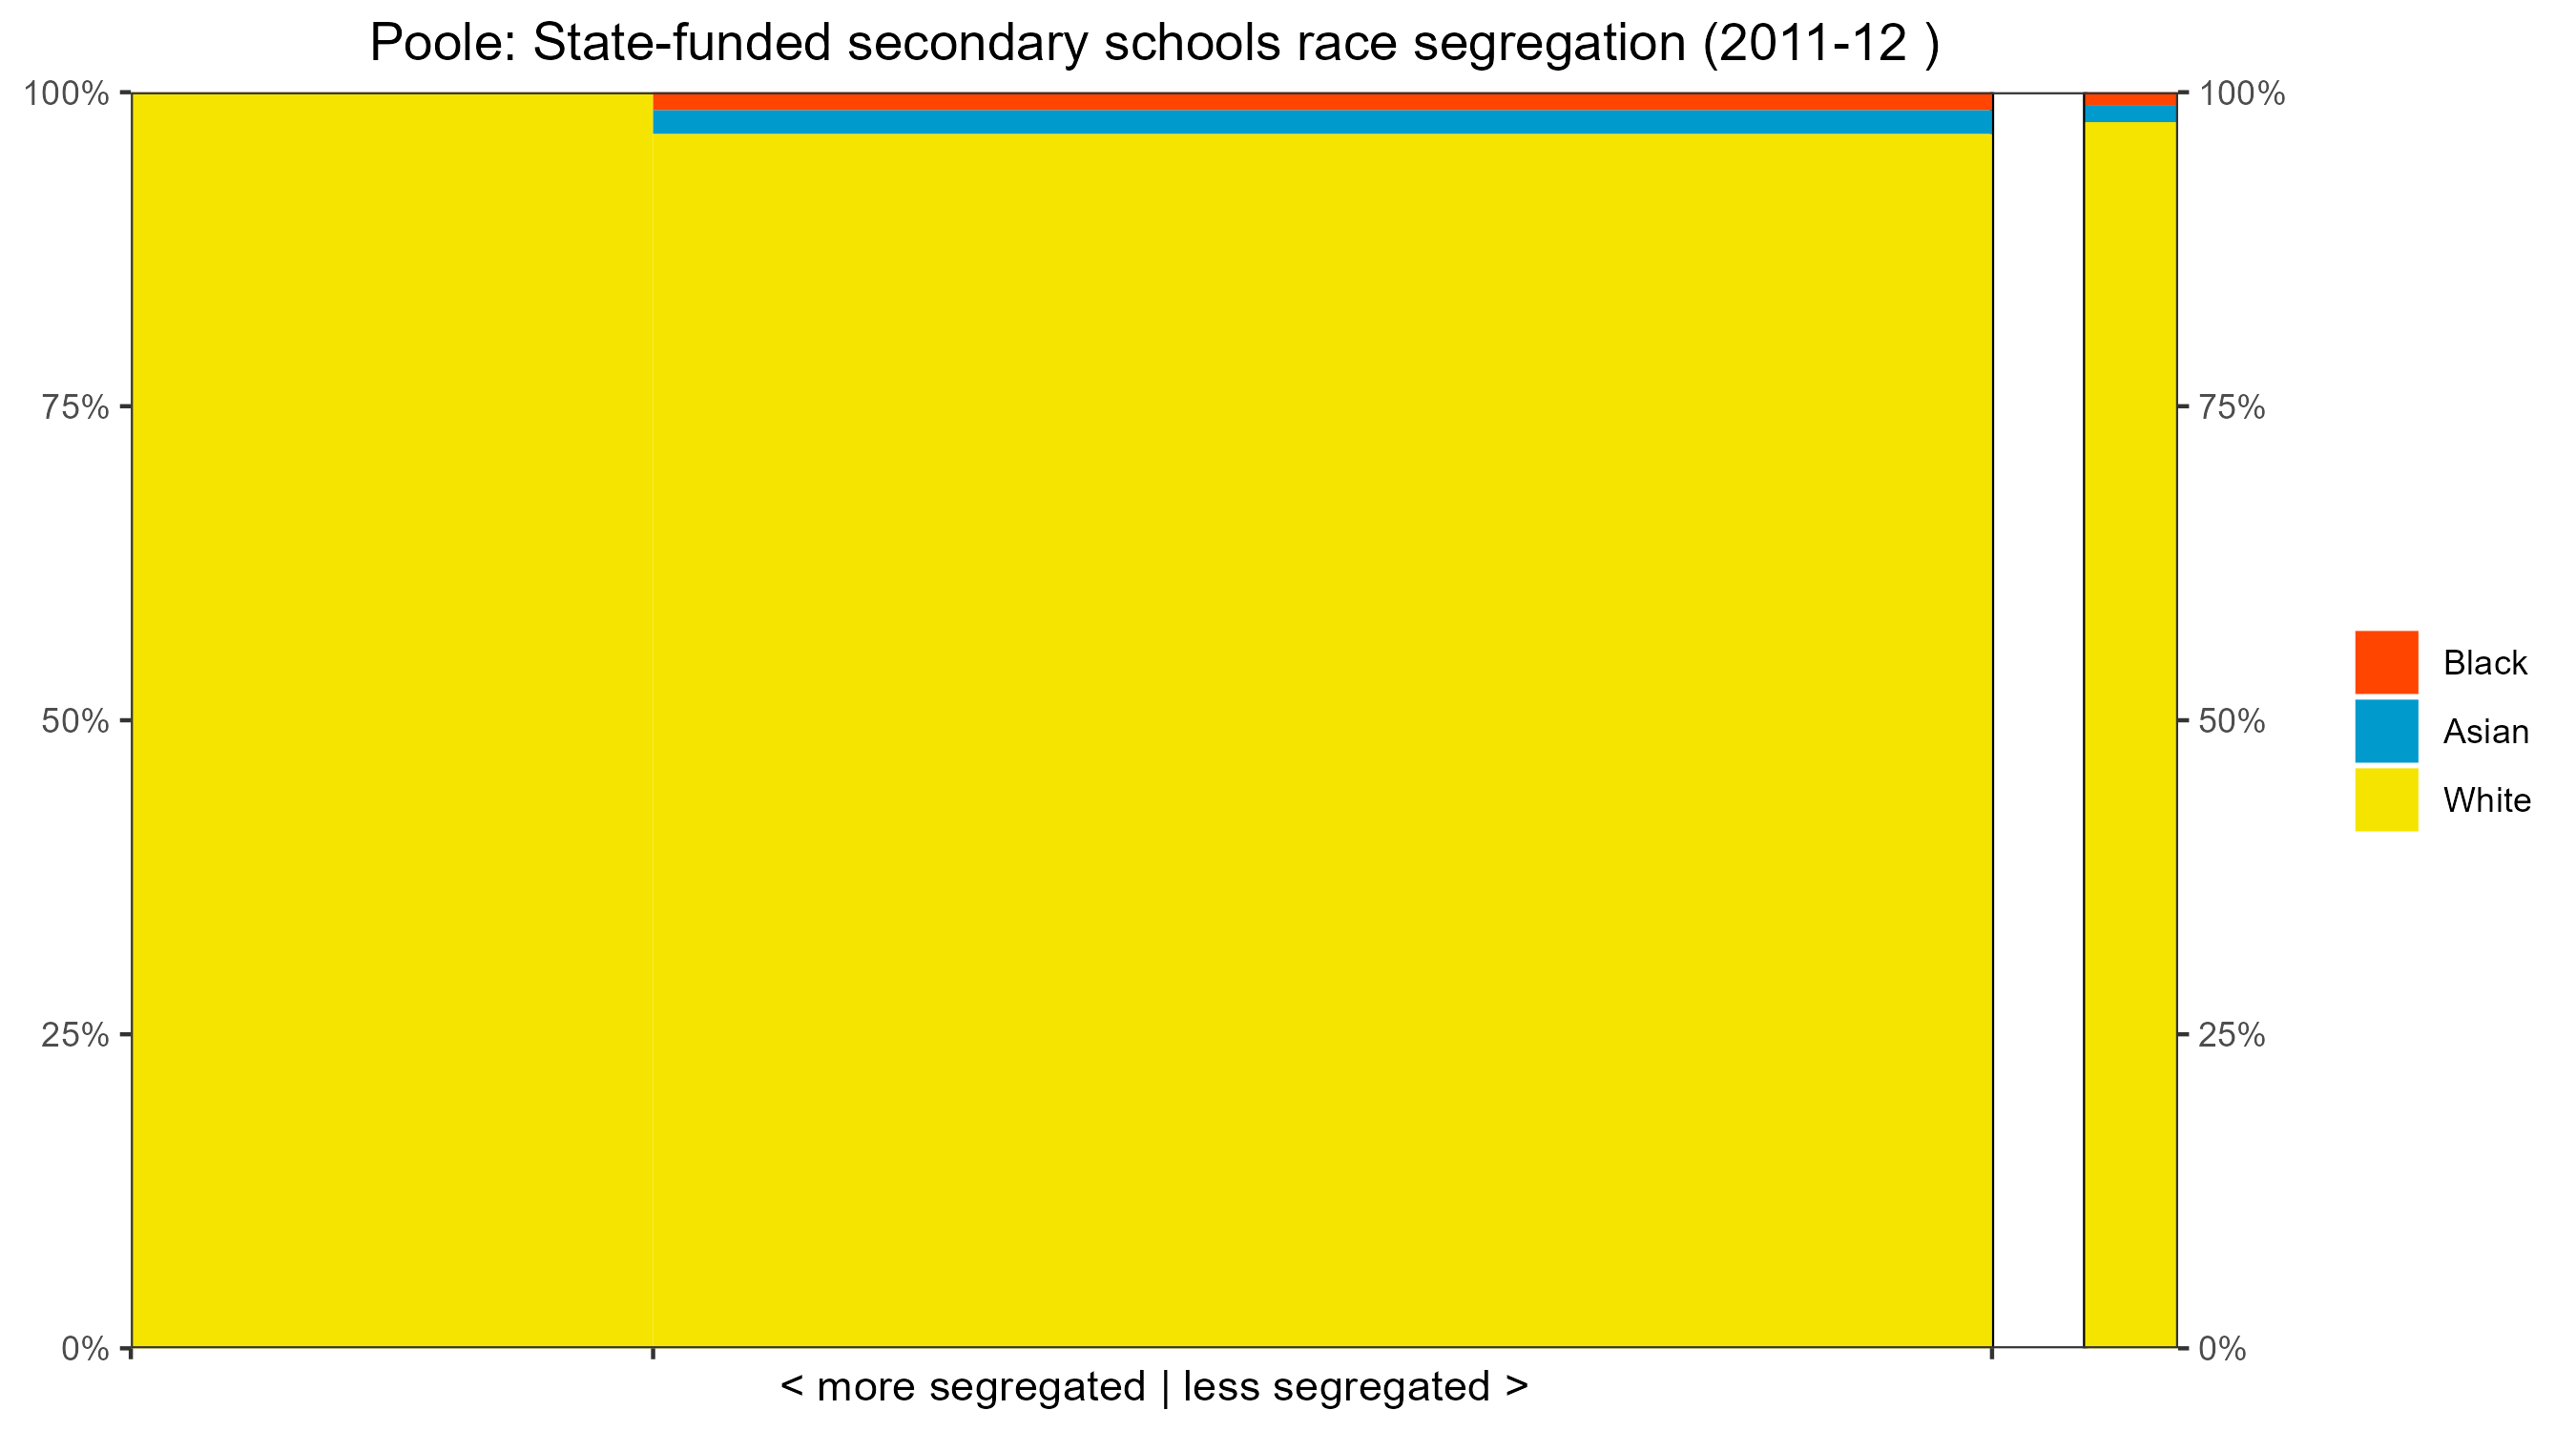 Poole: State-funded secondary schools race segregation (2011-12 )
100%
75%
50%
25%
0%
100%
75%
50%
25%
0%
Black
Asian
White
< more segregated | less segregated >